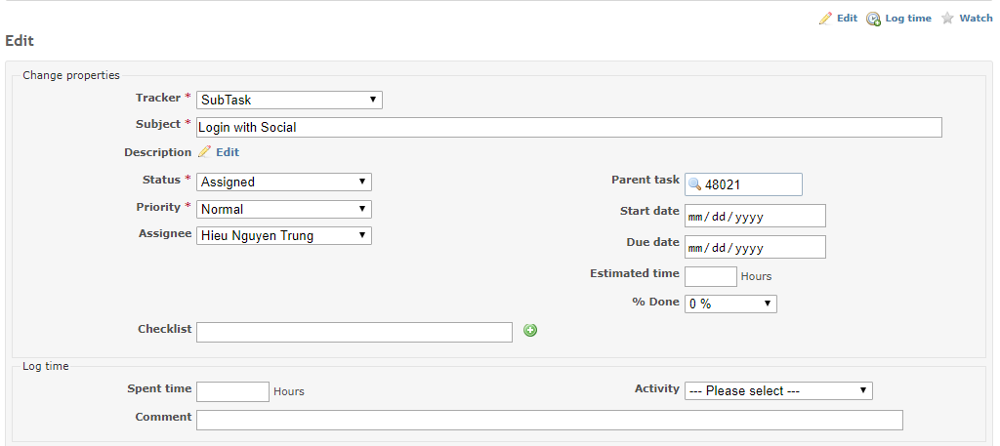 Edit Log time Watch
Edit
Change properties
Tracker * SubTask
Subject * Login with Social
Description Edit
Status * Assigned Parent task 48021
Priority * Normal Start date mm/dd/yyyy
Assignee Hieu Nguyen Trung Due date mm/dd/yyyy
Estimated time Hours
% Done 0 %
Checklist
Log time
Spent time Hours Activity --- Please select ---
Comment